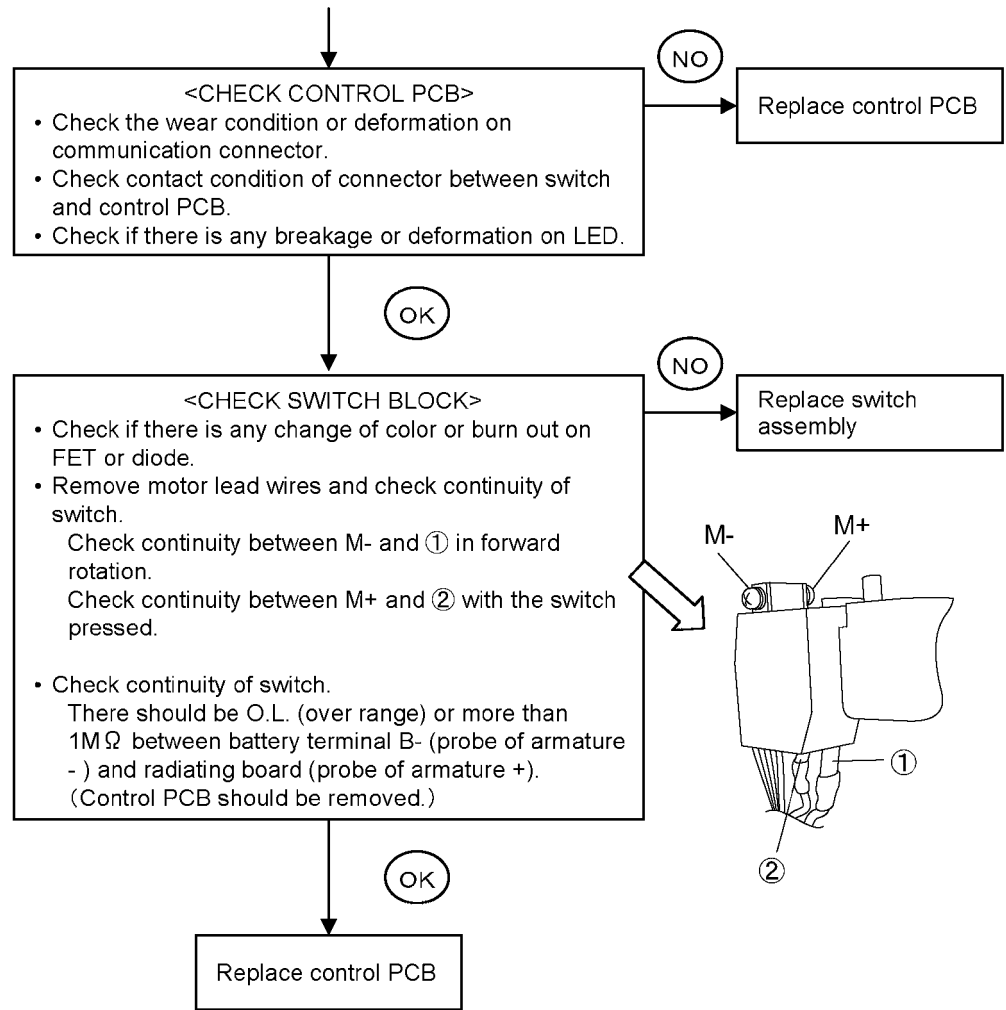 NO
<CHECK CONTROL PCB>
• Check the wear condition or deformation on
communication connector.
• Check contact condition of connector between switch
and control PCB.
• Check if there is any breakage or deformation on LED.
Replace control PCB
OK
NO
<CHECK SWITCH BLOCK>
• Check if there is any change of color or burn out on
FET or diode.
• Remove motor lead wires and check continuity of
switch.
Check continuity between M- and ① in forward
rotation.
Check continuity between M+ and ② with the switch
pressed.
• Check continuity of switch.
There should be O.L. (over range) or more than
1MΩ between battery terminal B- (probe of armature
- ) and radiating board (probe of armature +).
(Control PCB should be removed.)
Replace switch
assembly
M-
M+
①
②
OK
Replace control PCB